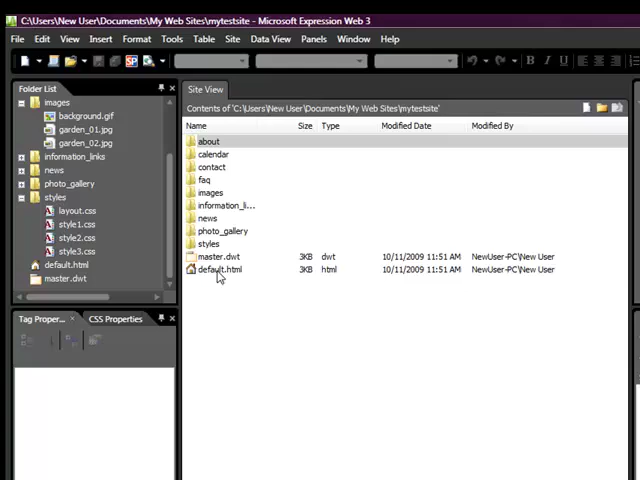 C:\Users\New User\Documents\My Web Sites\mytestsite - Microsoft Expression Web 3
File Edit View Insert Format Tools Table Site Data View Panels Window Help
SP B I U
Folder List
images
background.gif
garden_01.jpg
garden_02.jpg
information_links
news
photo_gallery
styles
layout.css
style1.css
style2.css
style3.css
default.html
master.dwt
Tag Proper... CSS Properties
Site View
Contents of 'C:\Users\New User\Documents\My Web Sites\mytestsite'
Name Size Type Modified Date Modified By
about
calendar
contact
faq
images
information_li...
news
photo_gallery
styles
master.dwt 3KB dwt 10/11/2009 11:51 AM NewUser-PC\New User
default.html 3KB html 10/11/2009 11:51 AM NewUser-PC\New User